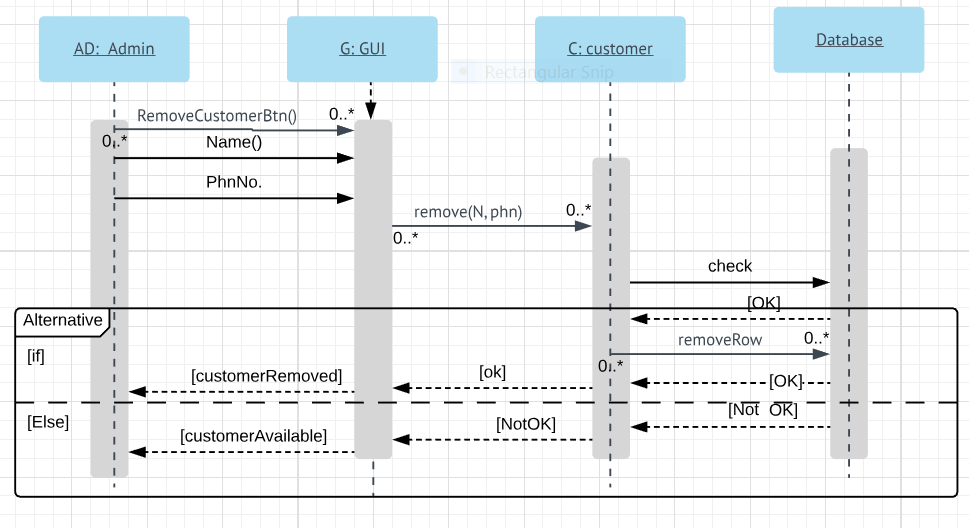 AD:  Admin
G: GUI
C: customer
Database
Rectangular Snip
RemoveCustomerBtn()
0..*
0..*
Name()
PhnNo.
remove(N, phn)
0..*
0..*
check
Alternative
[OK]
[if]
removeRow
0..*
0..*
[customerRemoved]
[ok]
[OK]
[Else]
[Not  OK]
[customerAvailable]
[NotOK]